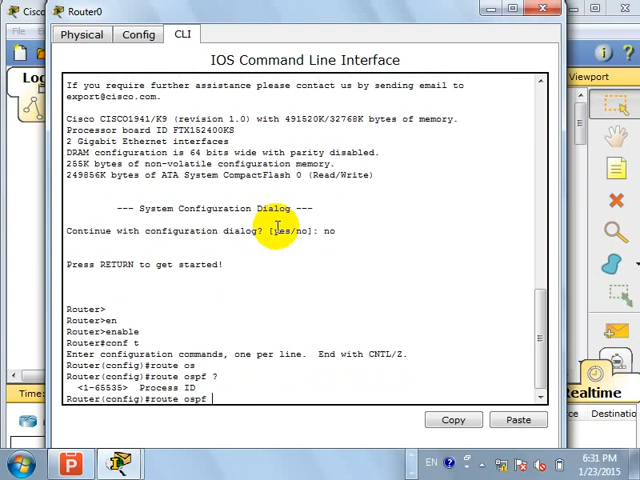 Cisco
Router0
Physical
Config
CLI
IOS Command Line Interface
Log
Viewport
If you require further assistance please contact us by sending email to
export@cisco.com.
Cisco CISCO1941/K9 (revision 1.0) with 491520K/32768K bytes of memory.
Processor board ID FTX152400KS
2 Gigabit Ethernet interfaces
DRAM configuration is 64 bits wide with parity disabled.
255K bytes of non-volatile configuration memory.
249856K bytes of ATA System CompactFlash 0 (Read/Write)
--- System Configuration Dialog ---
Continue with configuration dialog? [yes/no]: no
Press RETURN to get started!
Router>
Router>en
Router>enable
Router#conf t
Enter configuration commands, one per line.  End with CNTL/Z.
Router(config)#route os
Router(config)#route ospf ?
<1-65535>  Process ID
Router(config)#route ospf
Time:
Realtime
Copy
Paste
Destinatio
EN
6:31 PM
1/23/2015